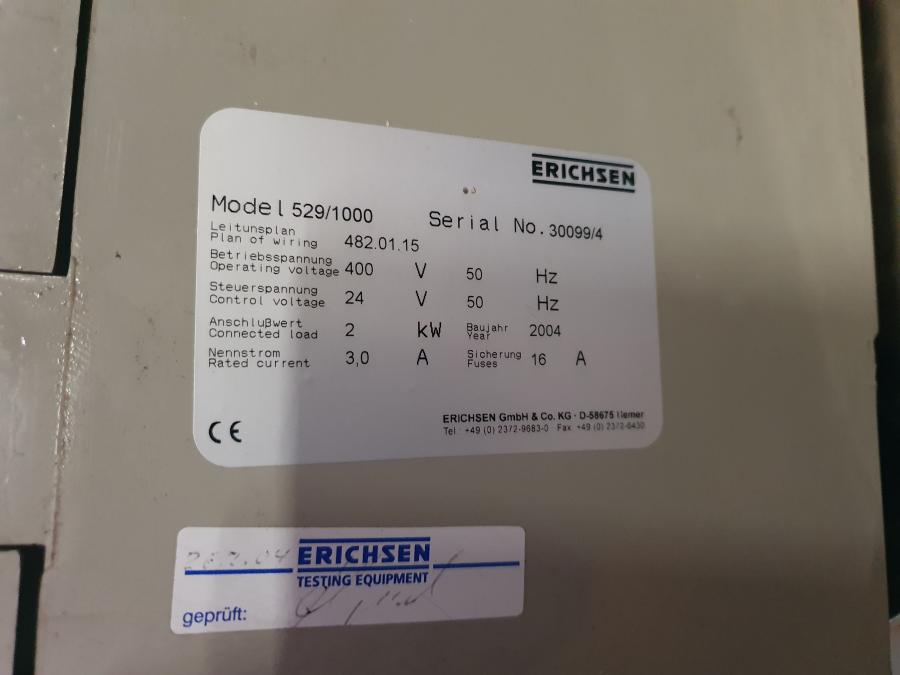 ERICHSEN
Model 529/1000 Serial No. 30099/4
Leitunsplan
Plan of wiring 482.01.15
Betriebsspannung
Operating voltage 400 V 50 Hz
Steuerspannung
Control voltage 24 V 50 Hz
Anschlußwert
Connected load 2 kW Baujahr
Year 2004
Nennstrom
Rated current 3,0 A Sicherung
Fuses 16 A
ERICHSEN GmbH & Co. KG · D-58675 Hemer
Tel.: +49 (0) 2372-9683-0 · Fax +49 (0) 2372-6430
CE
ERICHSEN
TESTING EQUIPMENT
geprüft: